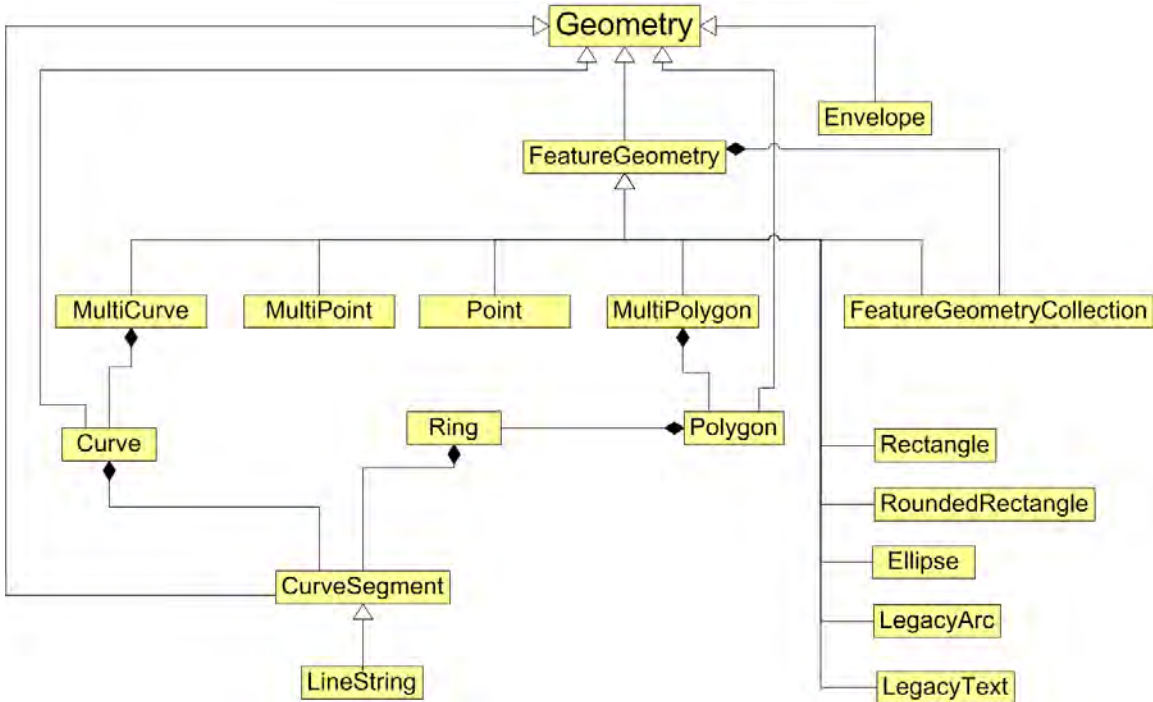 Geometry
Envelope
FeatureGeometry
MultiCurve
MultiPoint
Point
MultiPolygon
FeatureGeometryCollection
Curve
Ring
Polygon
Rectangle
RoundedRectangle
Ellipse
CurveSegment
LegacyArc
LineString
LegacyText